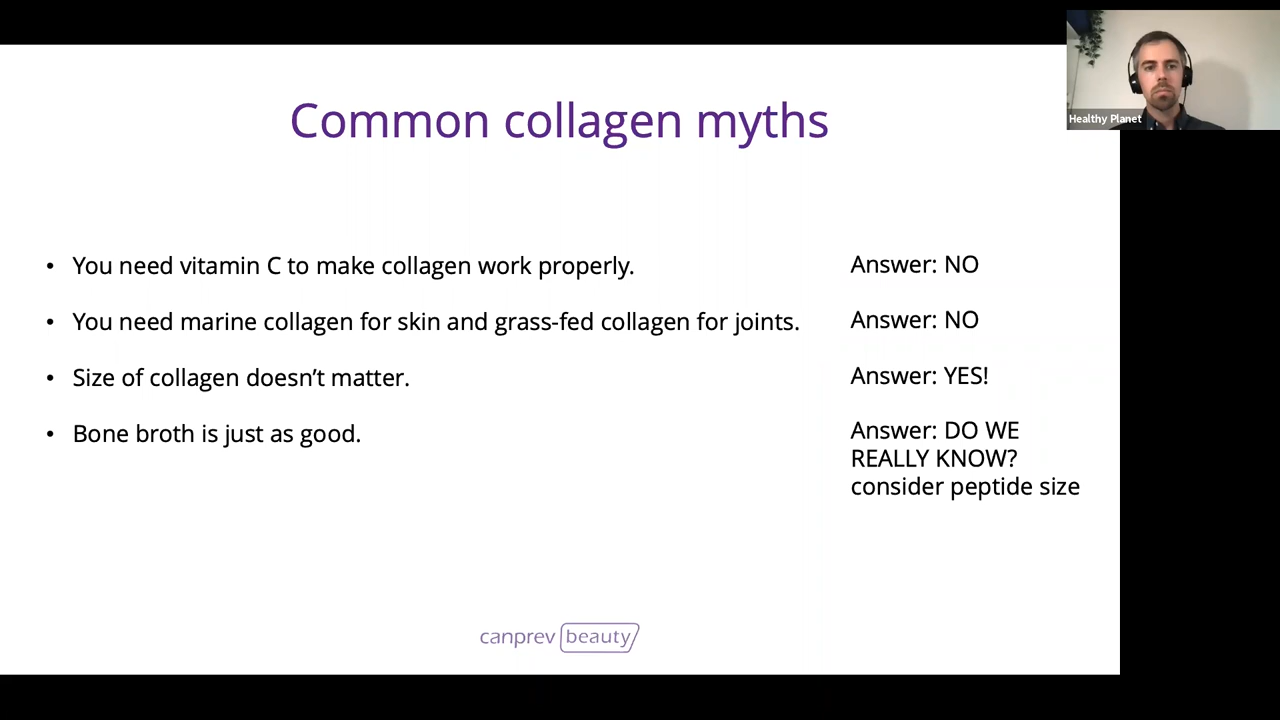 Healthy Planet
Common collagen myths
• You need vitamin C to make collagen work properly.
Answer: NO
• You need marine collagen for skin and grass-fed collagen for joints.
Answer: NO
• Size of collagen doesn’t matter.
Answer: YES!
• Bone broth is just as good.
Answer: DO WE
REALLY KNOW?
consider peptide size
canprev beauty